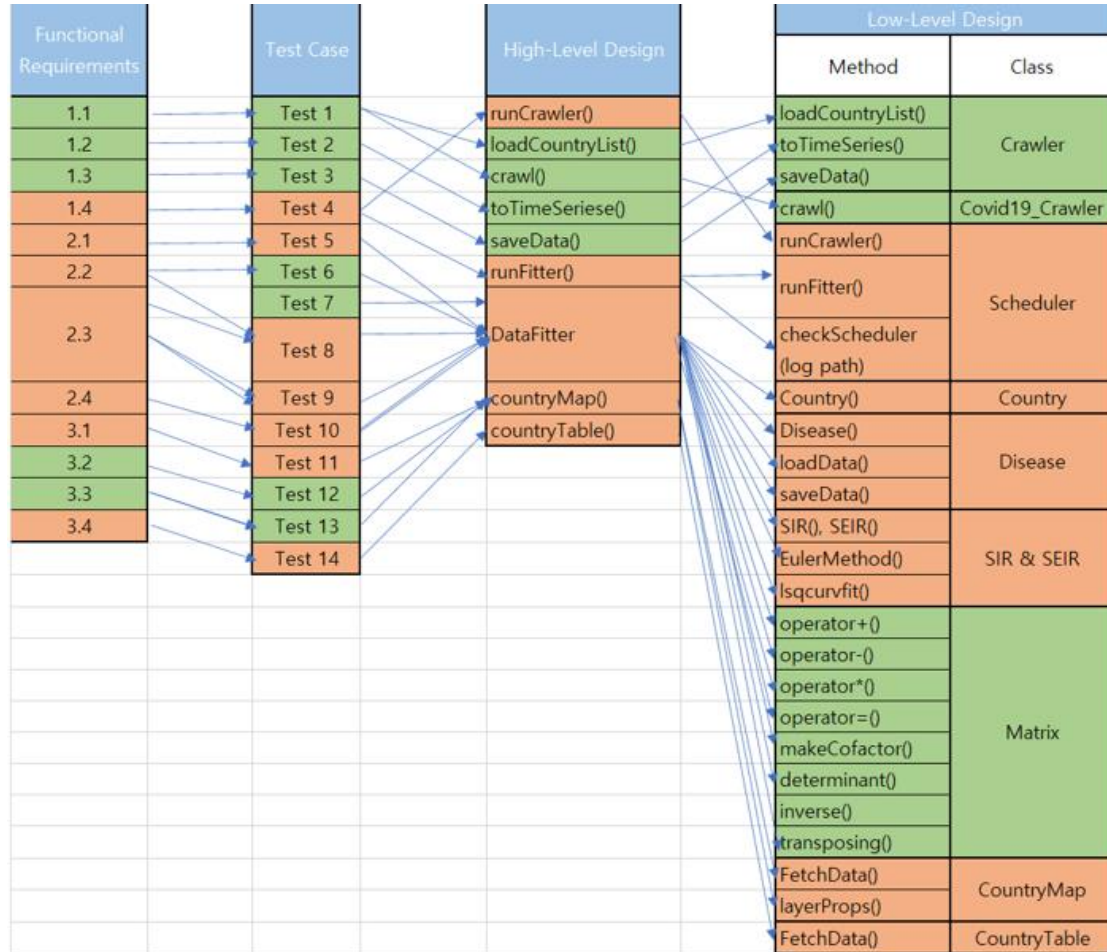 Functional
Requirements
Test Case
High-Level Design
Low-Level Design
Method
Class
1.1
1.2
1.3
1.4
2.1
2.2
2.3
2.4
3.1
3.2
3.3
3.4
Test 1
Test 2
Test 3
Test 4
Test 5
Test 6
Test 7
Test 8
Test 9
Test 10
Test 11
Test 12
Test 13
Test 14
runCrawler()
loadCountryList()
crawl()
toTimeSeriese()
saveData()
runFitter()
DataFitter
countryMap()
countryTable()
loadCountryList()
toTimeSeries()
saveData()
crawl()
runCrawler()
runFitter()
checkScheduler
(log path)
Country()
Disease()
loadData()
saveData()
SIR(), SEIR()
EulerMethod()
lsqcurvfit()
operator+()
operator-()
operator*()
operator=()
makeCofactor()
determinant()
inverse()
transposing()
FetchData()
layerProps()
FetchData()
Crawler
Covid19_Crawler
Scheduler
Country
Disease
SIR & SEIR
Matrix
CountryMap
CountryTable